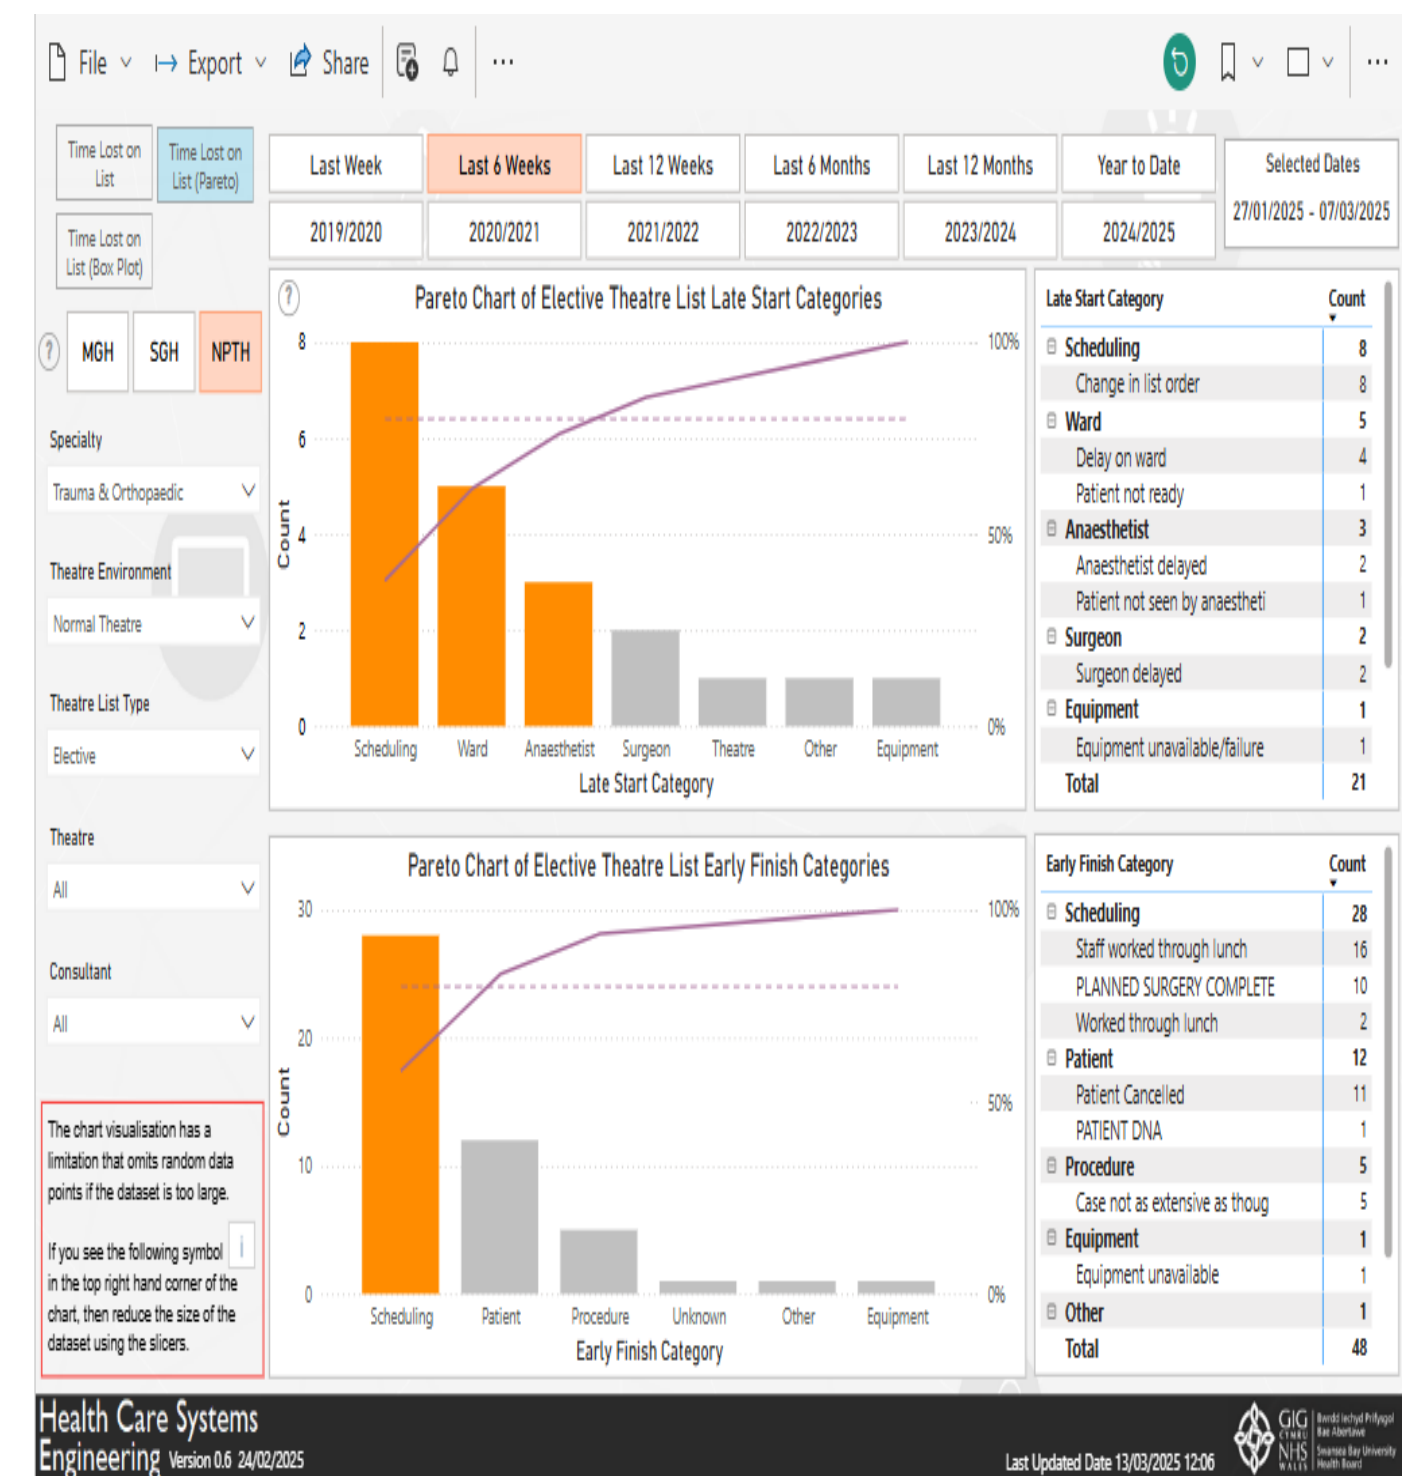 File
Export
Share
Time Lost on
List
Time Lost on
List (Pareto)
Time Lost on
List (Box Plot)
Last Week
Last 6 Weeks
Last 12 Weeks
Last 6 Months
Last 12 Months
Year to Date
2019/2020
2020/2021
2021/2022
2022/2023
2023/2024
2024/2025
Selected Dates
27/01/2025 - 07/03/2025
?
MGH
SGH
NPTH
Specialty
Trauma & Orthopaedic
Theatre Environment
Normal Theatre
Theatre List Type
Elective
Theatre
All
Consultant
All
The chart visualisation has a
limitation that omits random data
points if the dataset is too large.
If you see the following symbol i
in the top right hand corner of the
chart, then reduce the size of the
dataset using the slicers.
?
Pareto Chart of Elective Theatre List Late Start Categories
8
6
4
2
0
Count
100%
50%
0%
Scheduling
Ward
Anaesthetist
Surgeon
Theatre
Other
Equipment
Late Start Category
Late Start Category Count
Scheduling 8
Change in list order 8
Ward 5
Delay on ward 4
Patient not ready 1
Anaesthetist 3
Anaesthetist delayed 2
Patient not seen by anaestheti 1
Surgeon 2
Surgeon delayed 2
Equipment 1
Equipment unavailable/failure 1
Total 21
Pareto Chart of Elective Theatre List Early Finish Categories
30
20
10
0
Count
100%
50%
0%
Scheduling
Patient
Procedure
Unknown
Other
Equipment
Early Finish Category
Early Finish Category Count
Scheduling 28
Staff worked through lunch 16
PLANNED SURGERY COMPLETE 10
Worked through lunch 2
Patient 12
Patient Cancelled 11
PATIENT DNA 1
Procedure 5
Case not as extensive as thoug 5
Equipment 1
Equipment unavailable 1
Other 1
Total 48
Health Care Systems
Engineering Version 0.6 24/02/2025
Last Updated Date 13/03/2025 12:06
GIG
CYMRU
NHS
WALES
Bwrdd Iechyd Prifysgol
Bae Abertawe
Swansea Bay University
Health Board